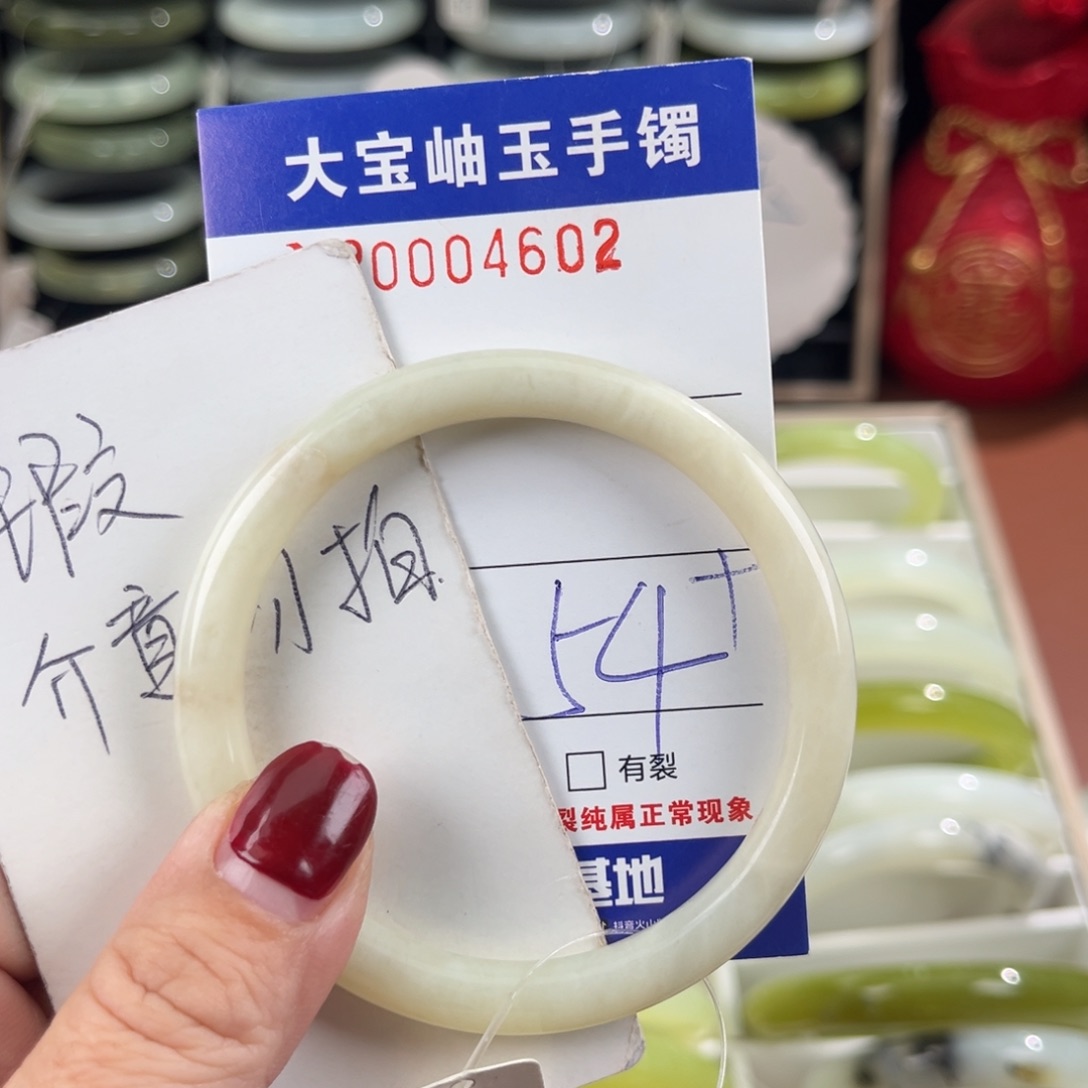 大宝岫玉手镯
0004602
瑕
介意 小拍
54+
□有裂
裂纯属正常现象
基地